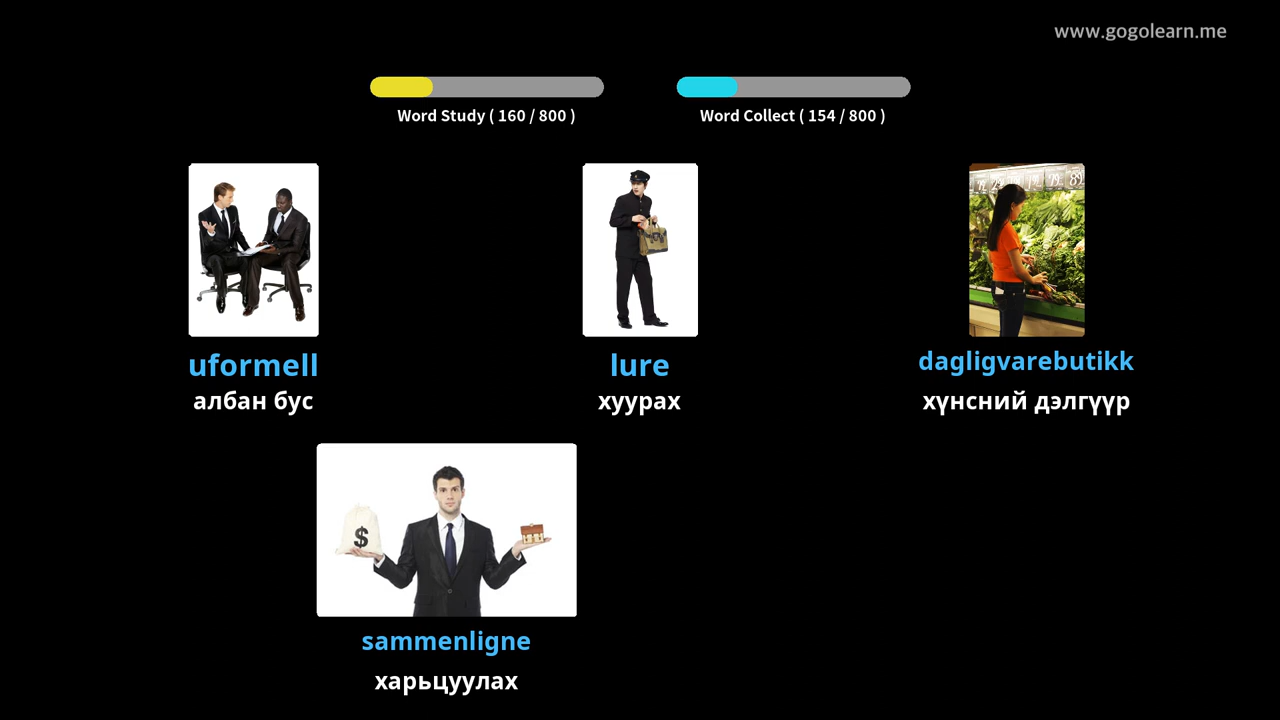 www.gogolearn.me
Word Study ( 160 / 800 )
Word Collect ( 154 / 800 )
uformell
албан бус
lure
хуурах
dagligvarebutikk
хүнсний дэлгүүр
$
sammenligne
харьцуулах